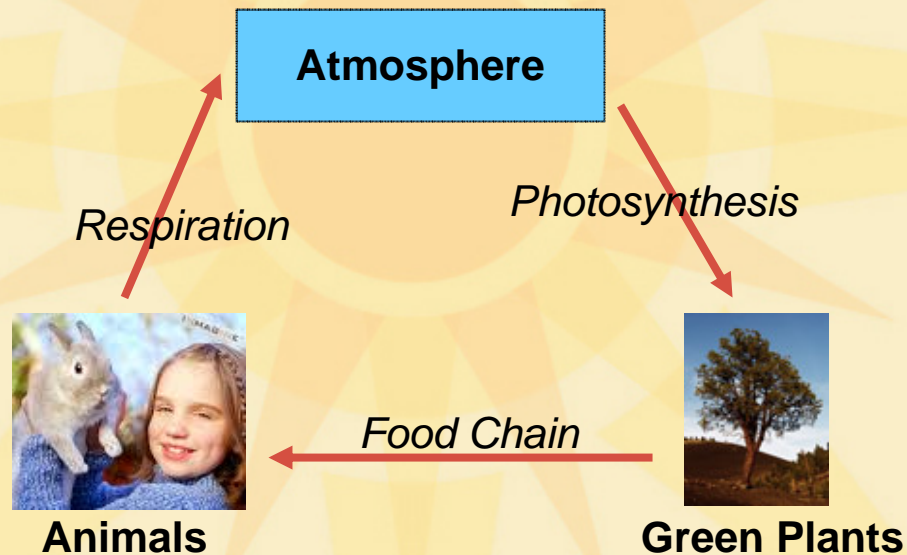 Atmosphere
Respiration
Photosynthesis
Food Chain
Animals
Green Plants